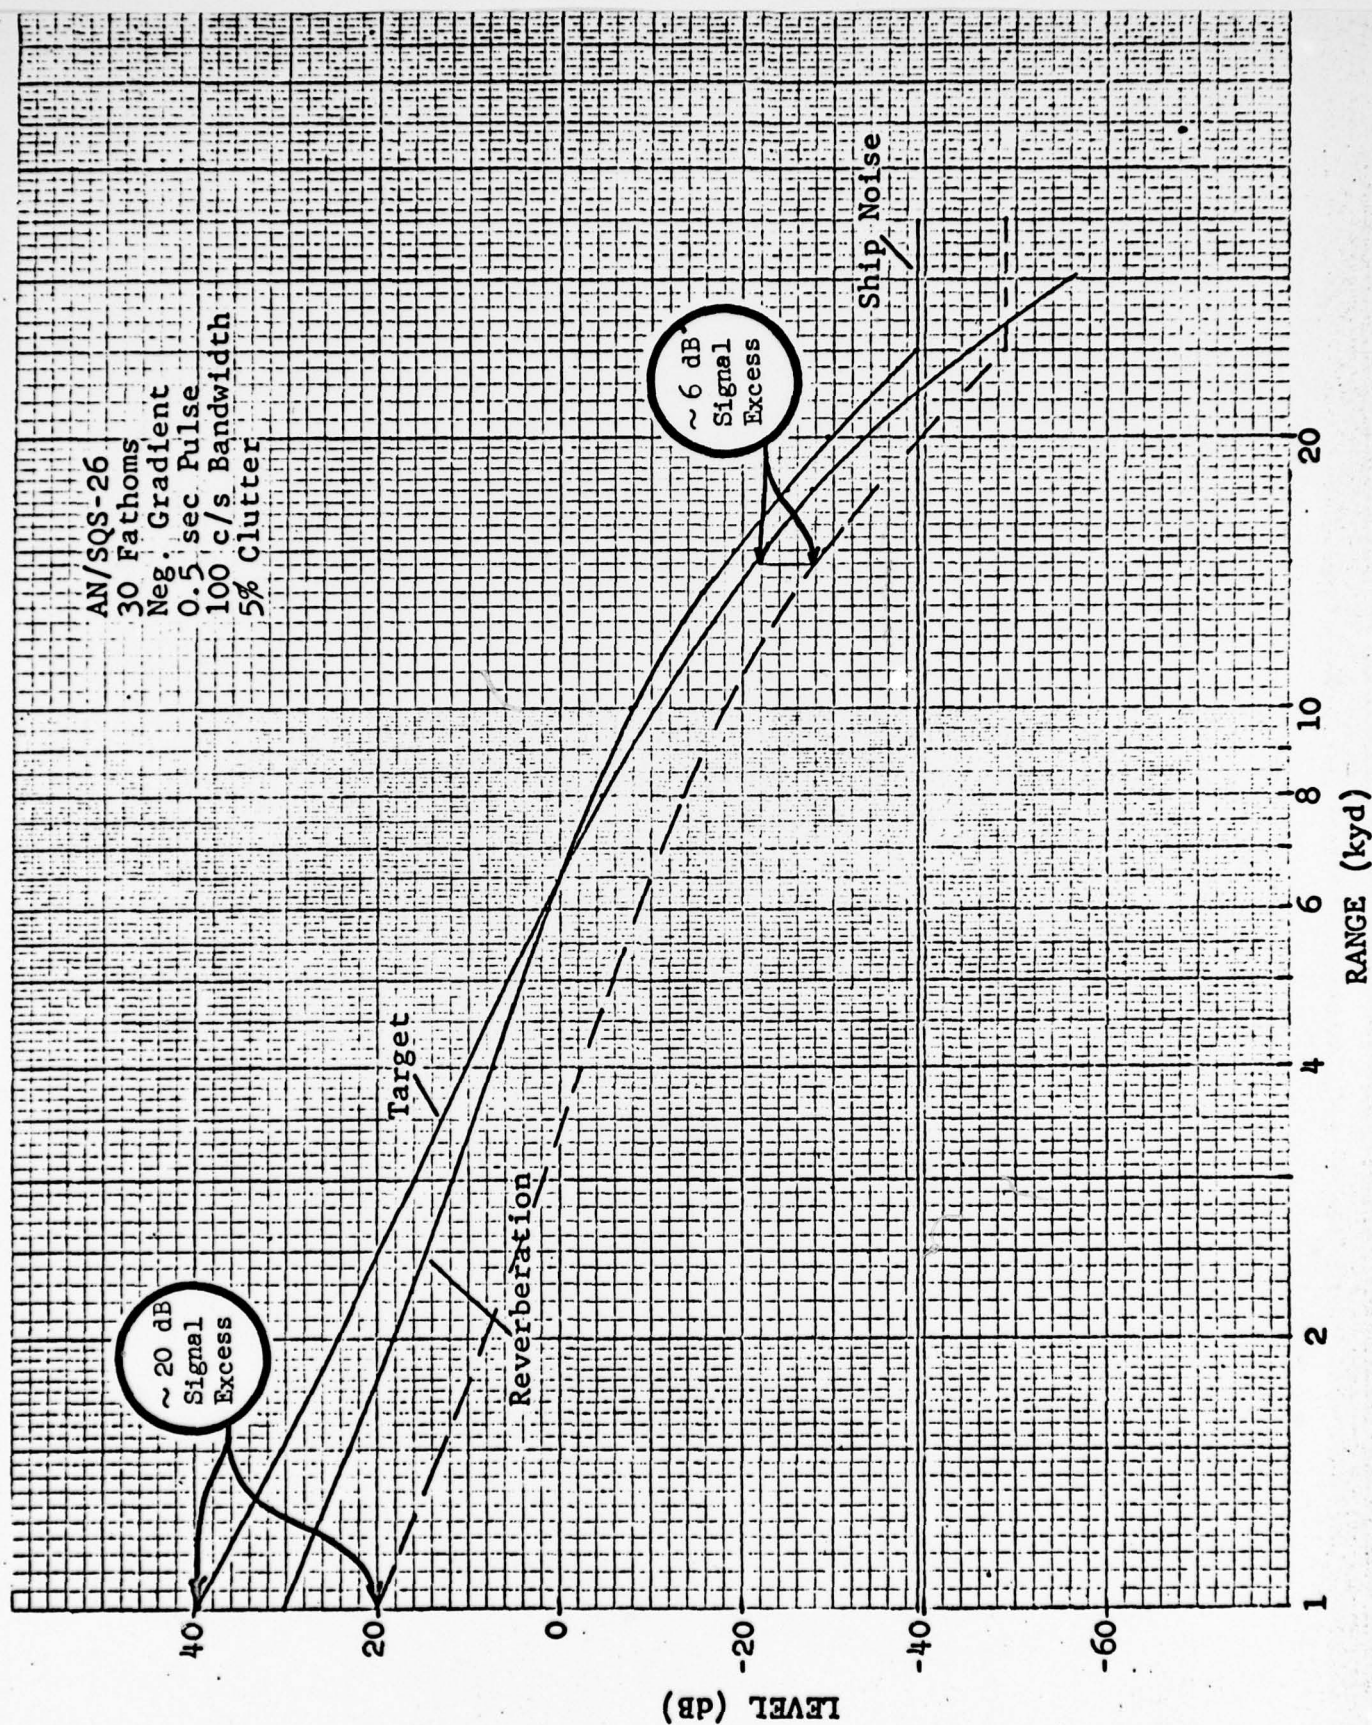 AN/SQS-26
30 Fathoms
Neg. Gradient
0.5 sec Pulse
100 c/s Bandwidth
5% Clutter
~ 20 dB
Signal
Excess
Target
Reverberation
~ 6 dB
Signal
Excess
Ship Noise
LEVEL (dB)
40
20
0
-20
-40
-60
1
2
4
6
8
10
20
RANGE (kyd)